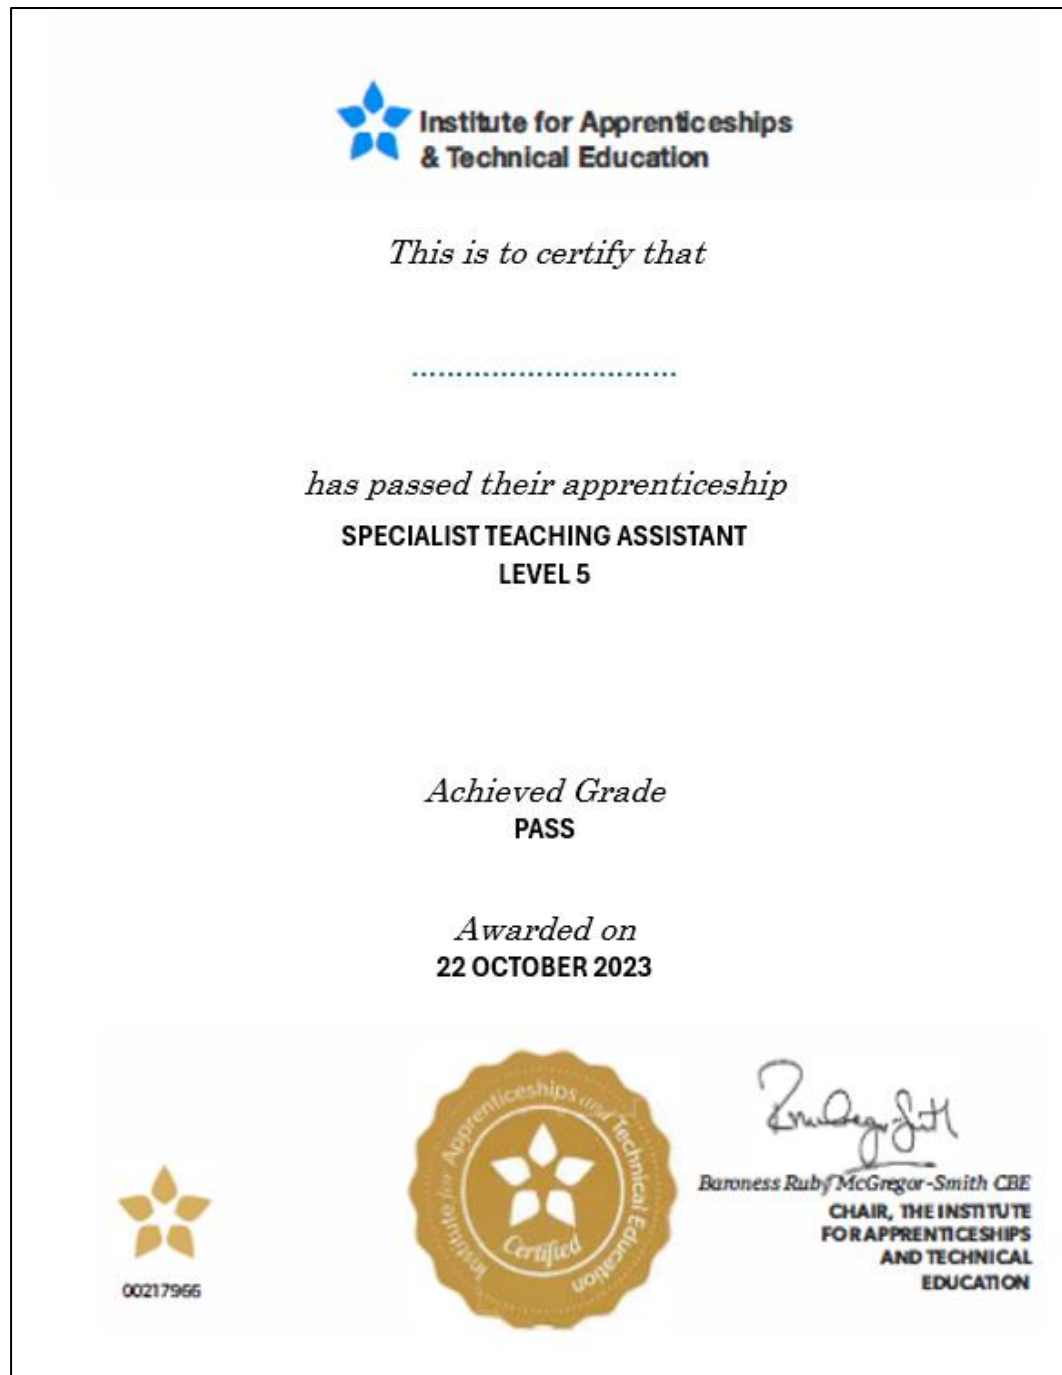 Institute for Apprenticeships
& Technical Education
This is to certify that
..............................
has passed their apprenticeship
SPECIALIST TEACHING ASSISTANT
LEVEL 5
Achieved Grade
PASS
Awarded on
22 OCTOBER 2023
Institute for Apprenticeships and Technical Education
Certified
Baroness Ruby McGregor-Smith CBE
CHAIR, THE INSTITUTE
FOR APPRENTICESHIPS
AND TECHNICAL
EDUCATION
00217966